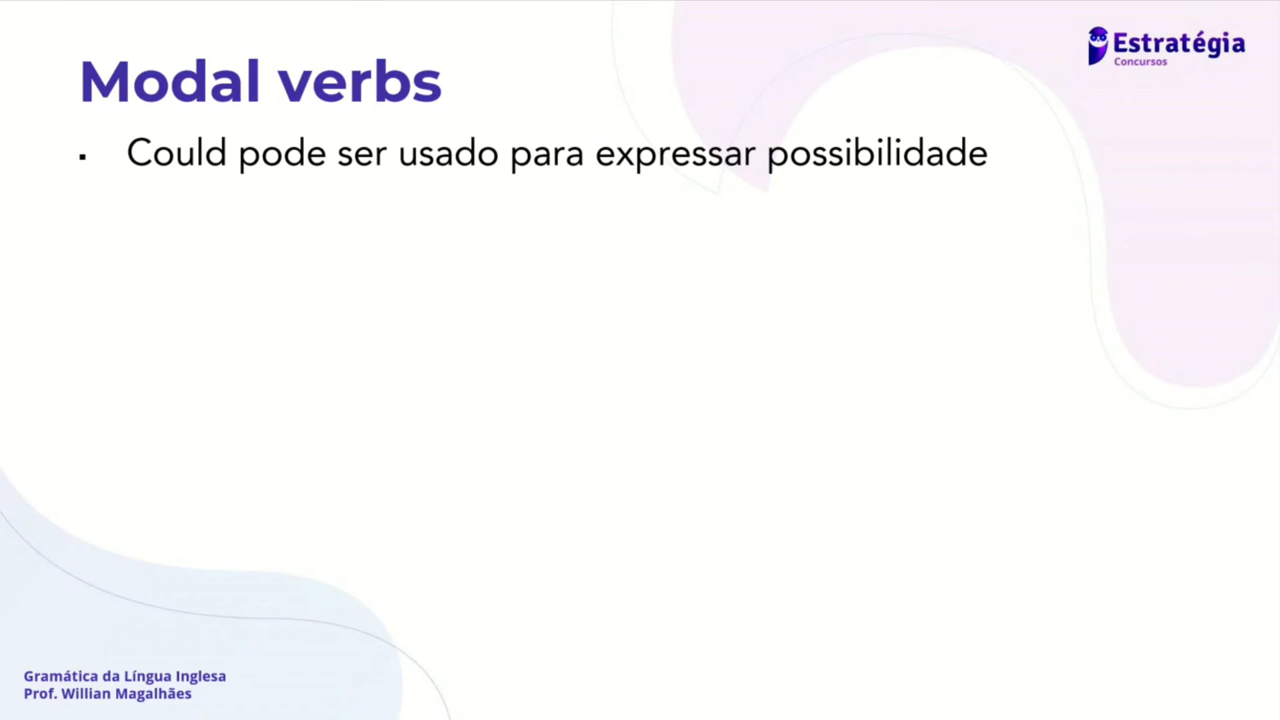 Estratégia
Concursos
Modal verbs
▪ Could pode ser usado para expressar possibilidade
Gramática da Língua Inglesa
Prof. Willian Magalhães